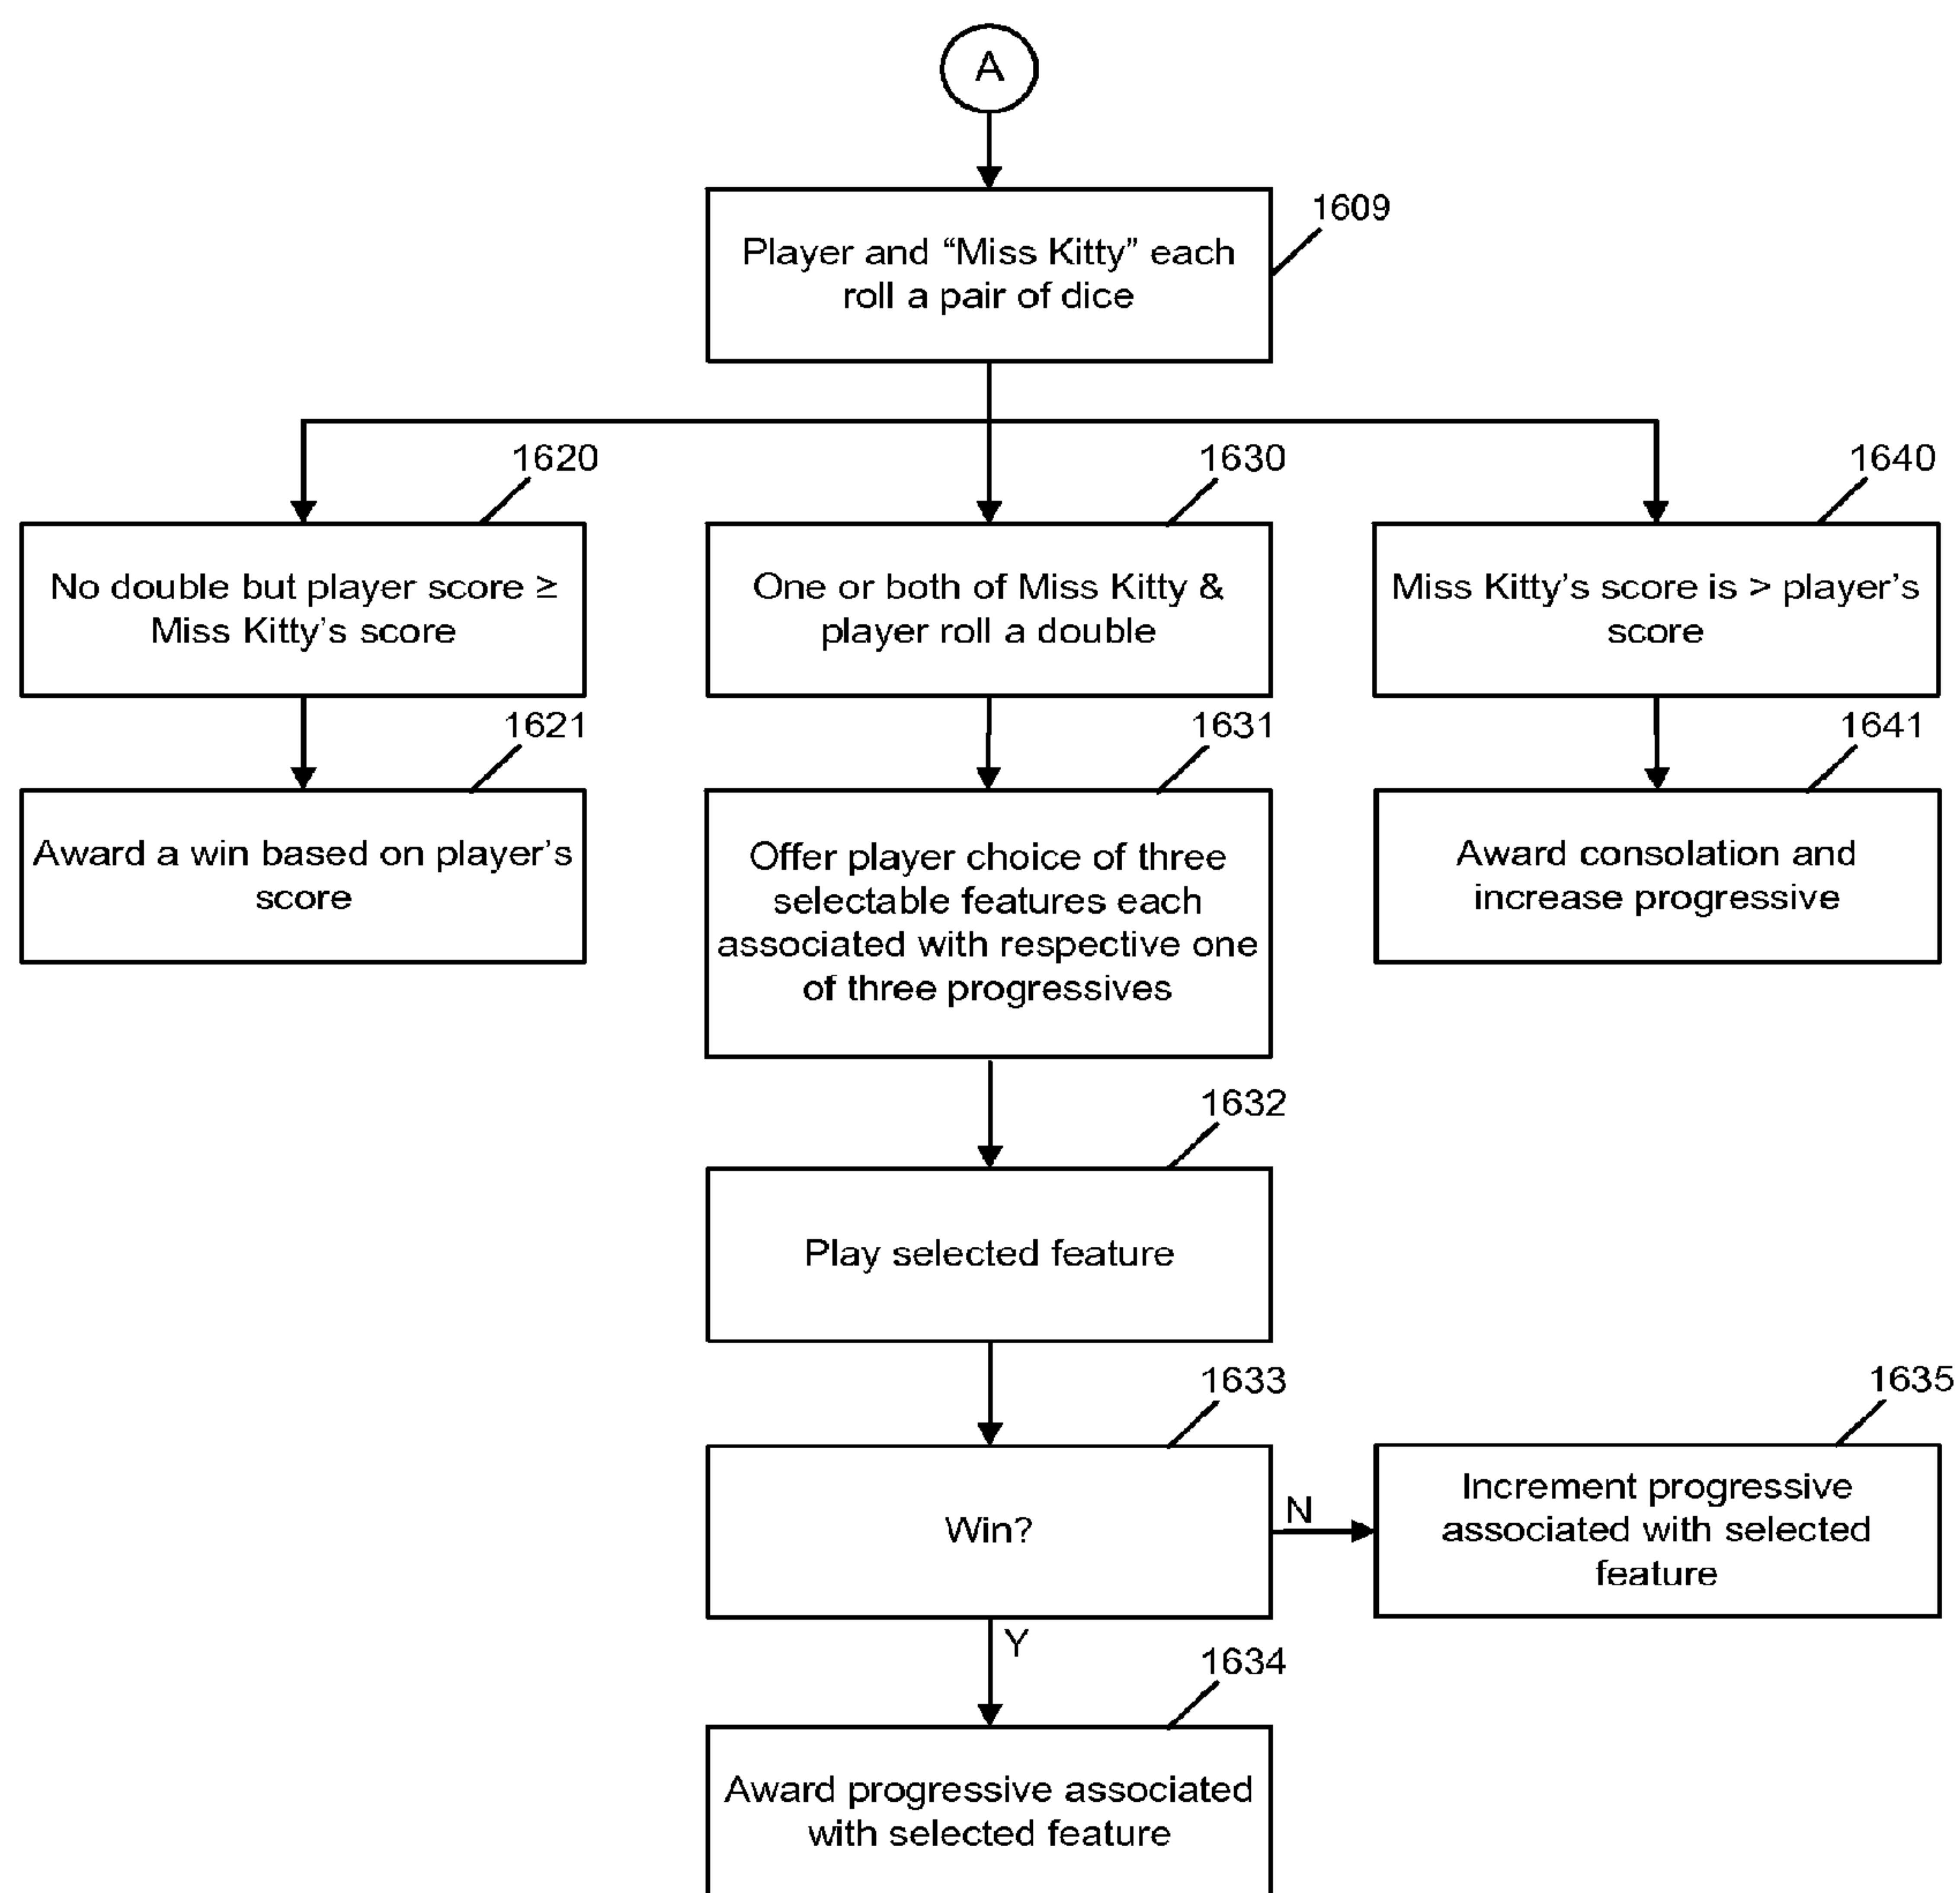 A
1609
Player and “Miss Kitty” each
roll a pair of dice
1620
1630
1640
No double but player score ≥
Miss Kitty’s score
One or both of Miss Kitty &
player roll a double
Miss Kitty’s score is > player’s
score
1621
1631
1641
Award a win based on player’s
score
Offer player choice of three
selectable features each
associated with respective one
of three progressives
Award consolation and
increase progressive
1632
Play selected feature
1633
1635
Win?
N
Increment progressive
associated with selected
feature
Y
1634
Award progressive associated
with selected feature